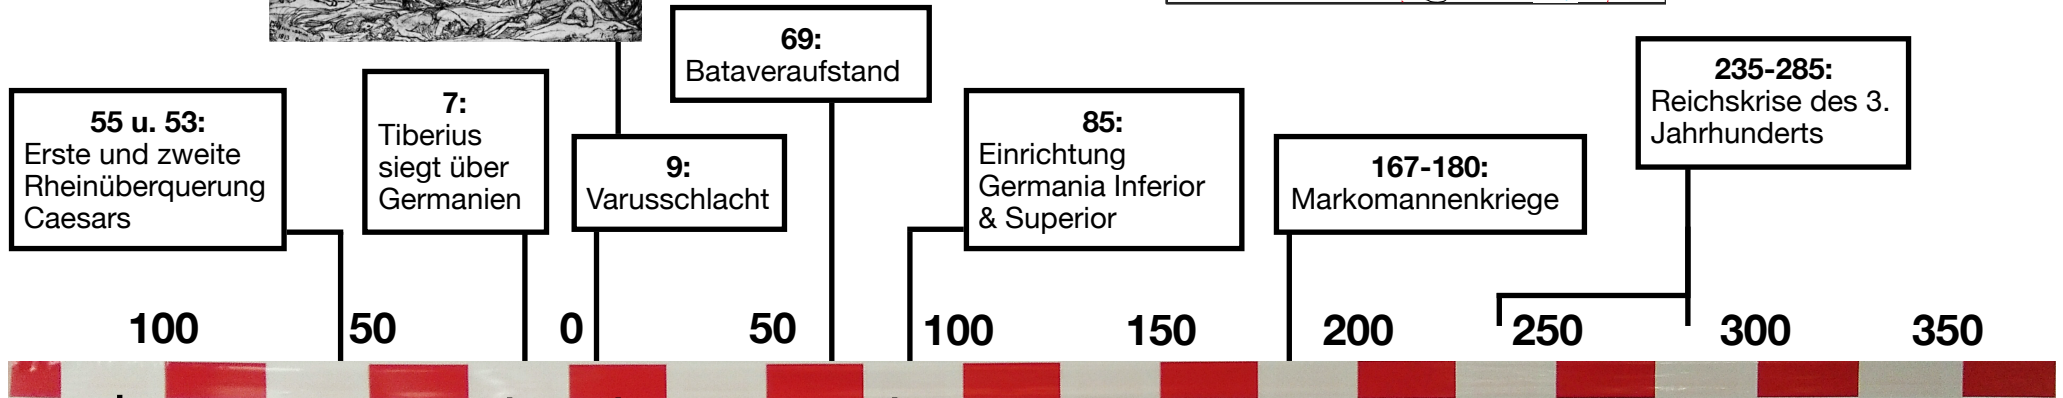 55 u. 53:
Erste und zweite
Rheinüberquerung
Caesars
7:
Tiberius
siegt über
Germanien
9:
Varusschlacht
69:
Bataveraufstand
85:
Einrichtung
Germania Inferior
& Superior
167-180:
Markomannenkriege
235-285:
Reichskrise des 3.
Jahrhunderts
100 50 0 50 100 150 200 250 300 350